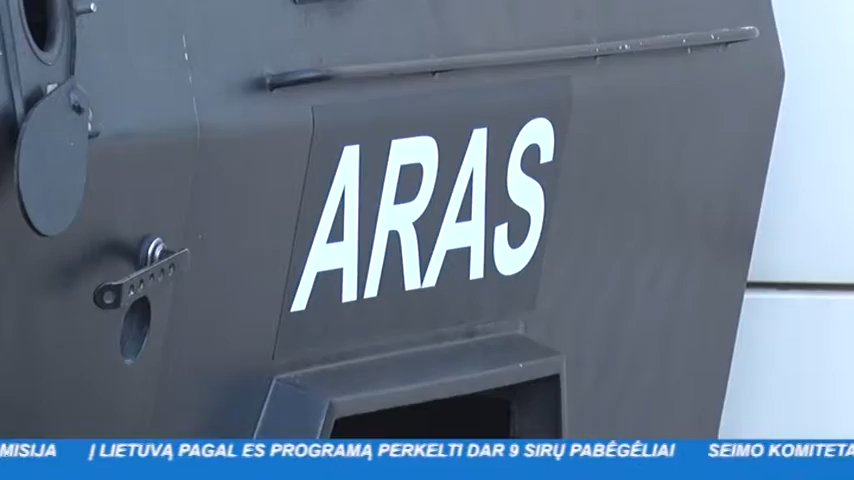 ARAS
MISIJA Į LIETUVĄ PAGAL ES PROGRAMĄ PERKELTI DAR 9 SIRŲ PABĖGĖLIAI SEIMO KOMITETA